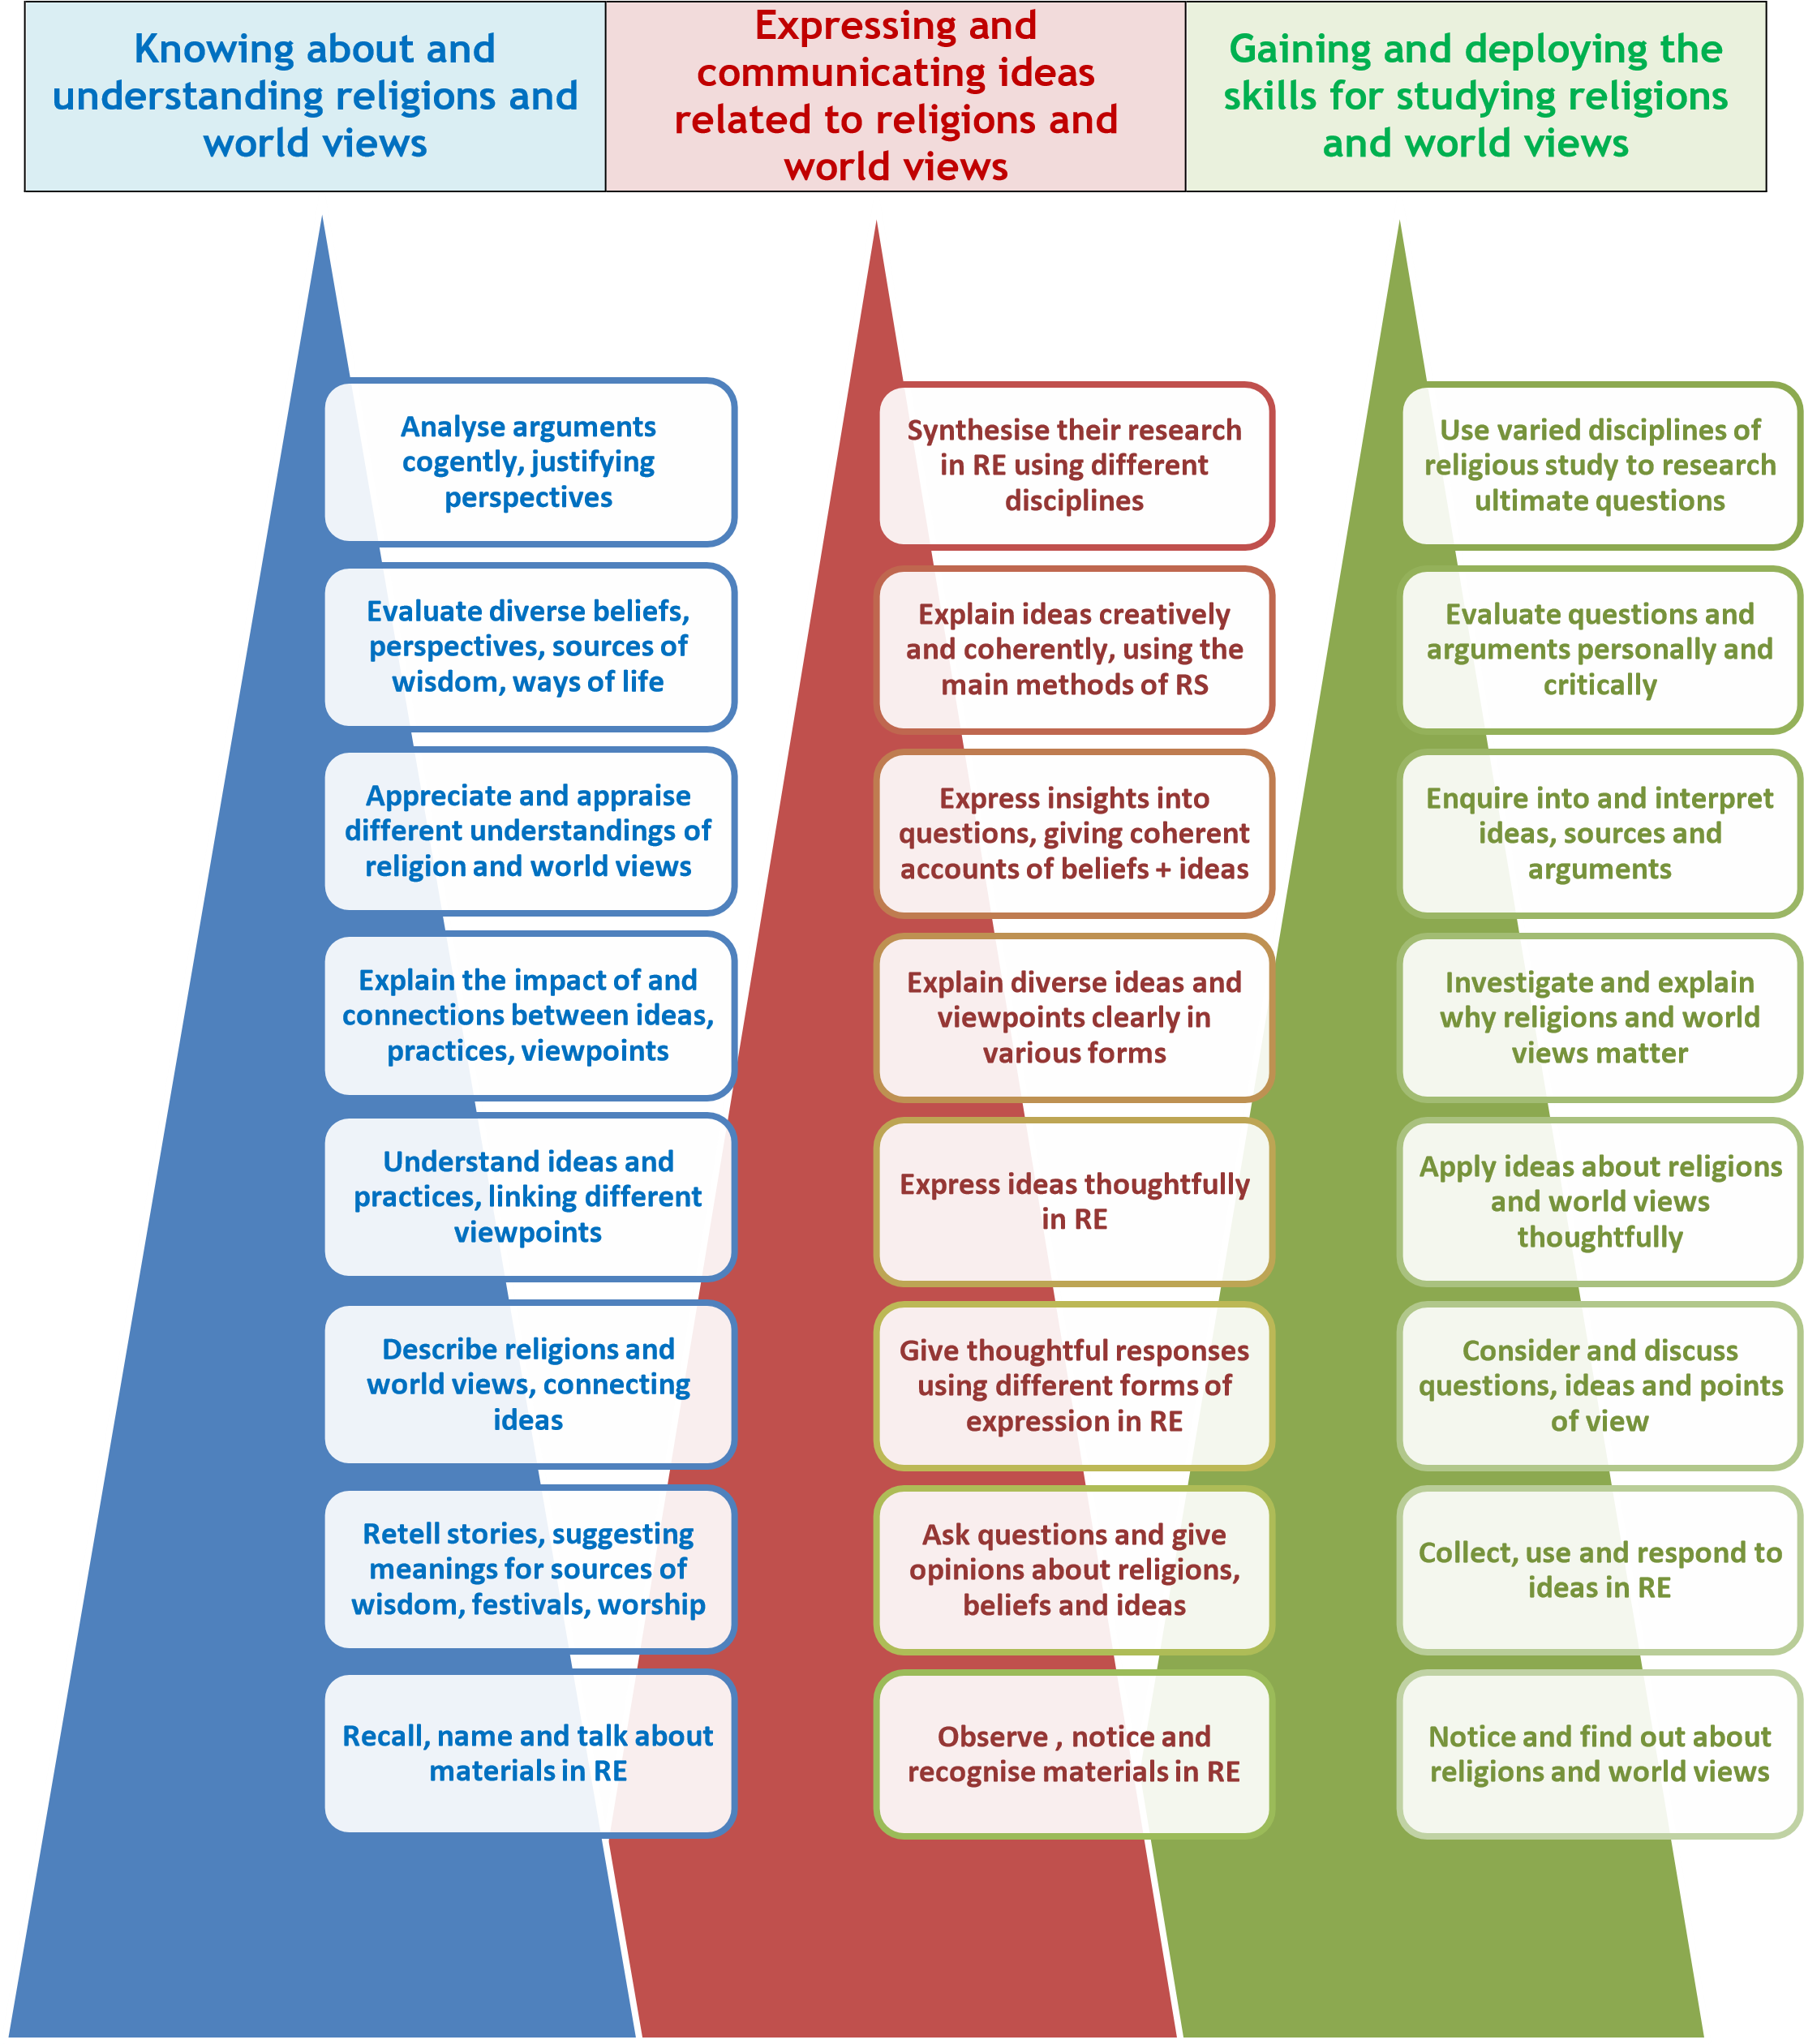 Knowing about and
understanding religions and
world views
Expressing and
communicating ideas
related to religions and
world views
Gaining and deploying the
skills for studying religions
and world views
Analyse arguments
cogently, justifying
perspectives
Evaluate diverse beliefs,
perspectives, sources of
wisdom, ways of life
Appreciate and appraise
different understandings of
religion and world views
Explain the impact of and
connections between ideas,
practices, viewpoints
Understand ideas and
practices, linking different
viewpoints
Describe religions and
world views, connecting
ideas
Retell stories, suggesting
meanings for sources of
wisdom, festivals, worship
Recall, name and talk about
materials in RE
Synthesise their research
in RE using different
disciplines
Explain ideas creatively
and coherently, using the
main methods of RS
Express insights into
questions, giving coherent
accounts of beliefs + ideas
Explain diverse ideas and
viewpoints clearly in
various forms
Express ideas thoughtfully
in RE
Give thoughtful responses
using different forms of
expression in RE
Ask questions and give
opinions about religions,
beliefs and ideas
Observe , notice and
recognise materials in RE
Use varied disciplines of
religious study to research
ultimate questions
Evaluate questions and
arguments personally and
critically
Enquire into and interpret
ideas, sources and
arguments
Investigate and explain
why religions and world
views matter
Apply ideas about religions
and world views
thoughtfully
Consider and discuss
questions, ideas and points
of view
Collect, use and respond to
ideas in RE
Notice and find out about
religions and world views